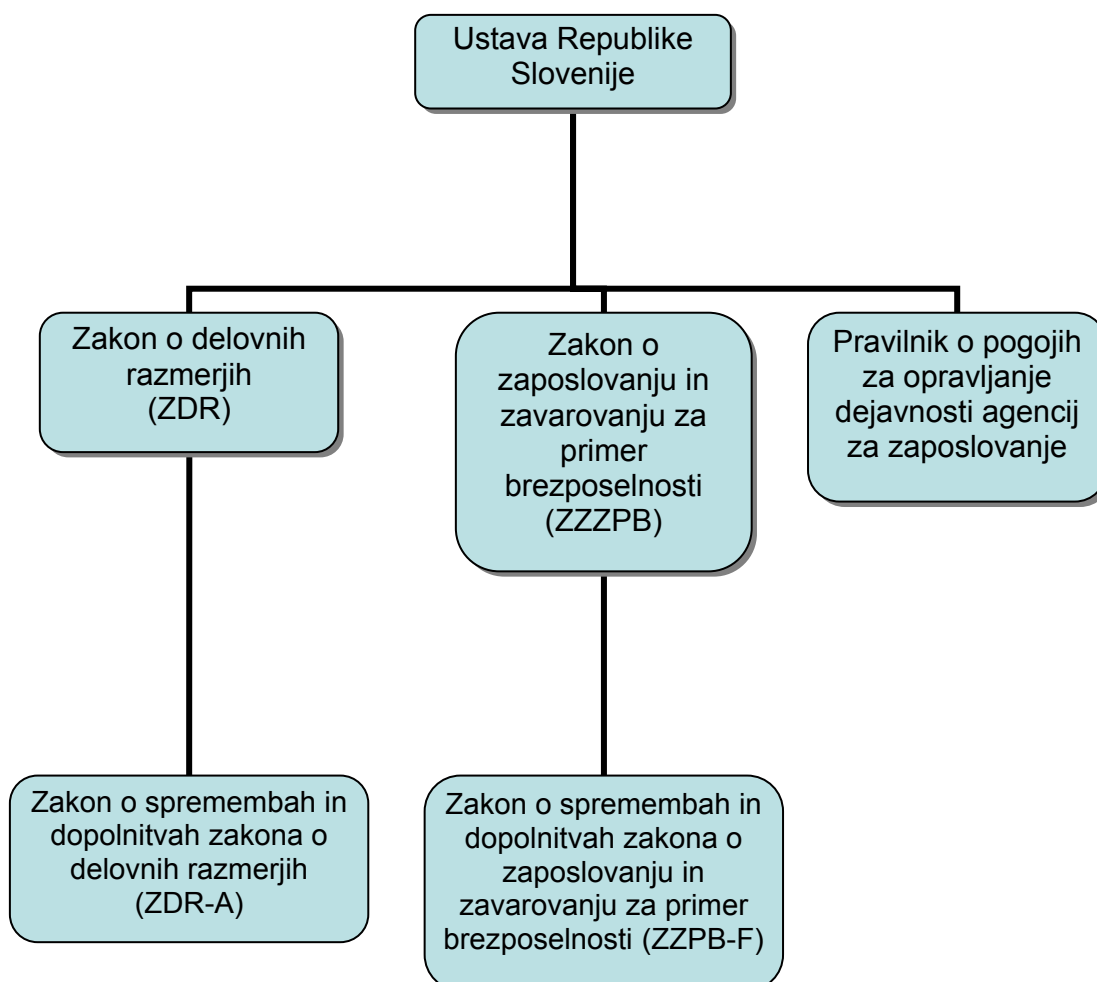 Ustava Republike
Slovenije
Zakon o delovnih
razmerjih
(ZDR)
Zakon o
zaposlovanju in
zavarovanju za
primer
brezposelnosti
(ZZZPB)
Pravilnik o pogojih
za opravljanje
dejavnosti agencij
za zaposlovanje
Zakon o spremembah in
dopolnitvah zakona o
delovnih razmerjih
(ZDR-A)
Zakon o spremembah in
dopolnitvah zakona o
zaposlovanju in
zavarovanju za primer
brezposelnosti (ZZPB-F)